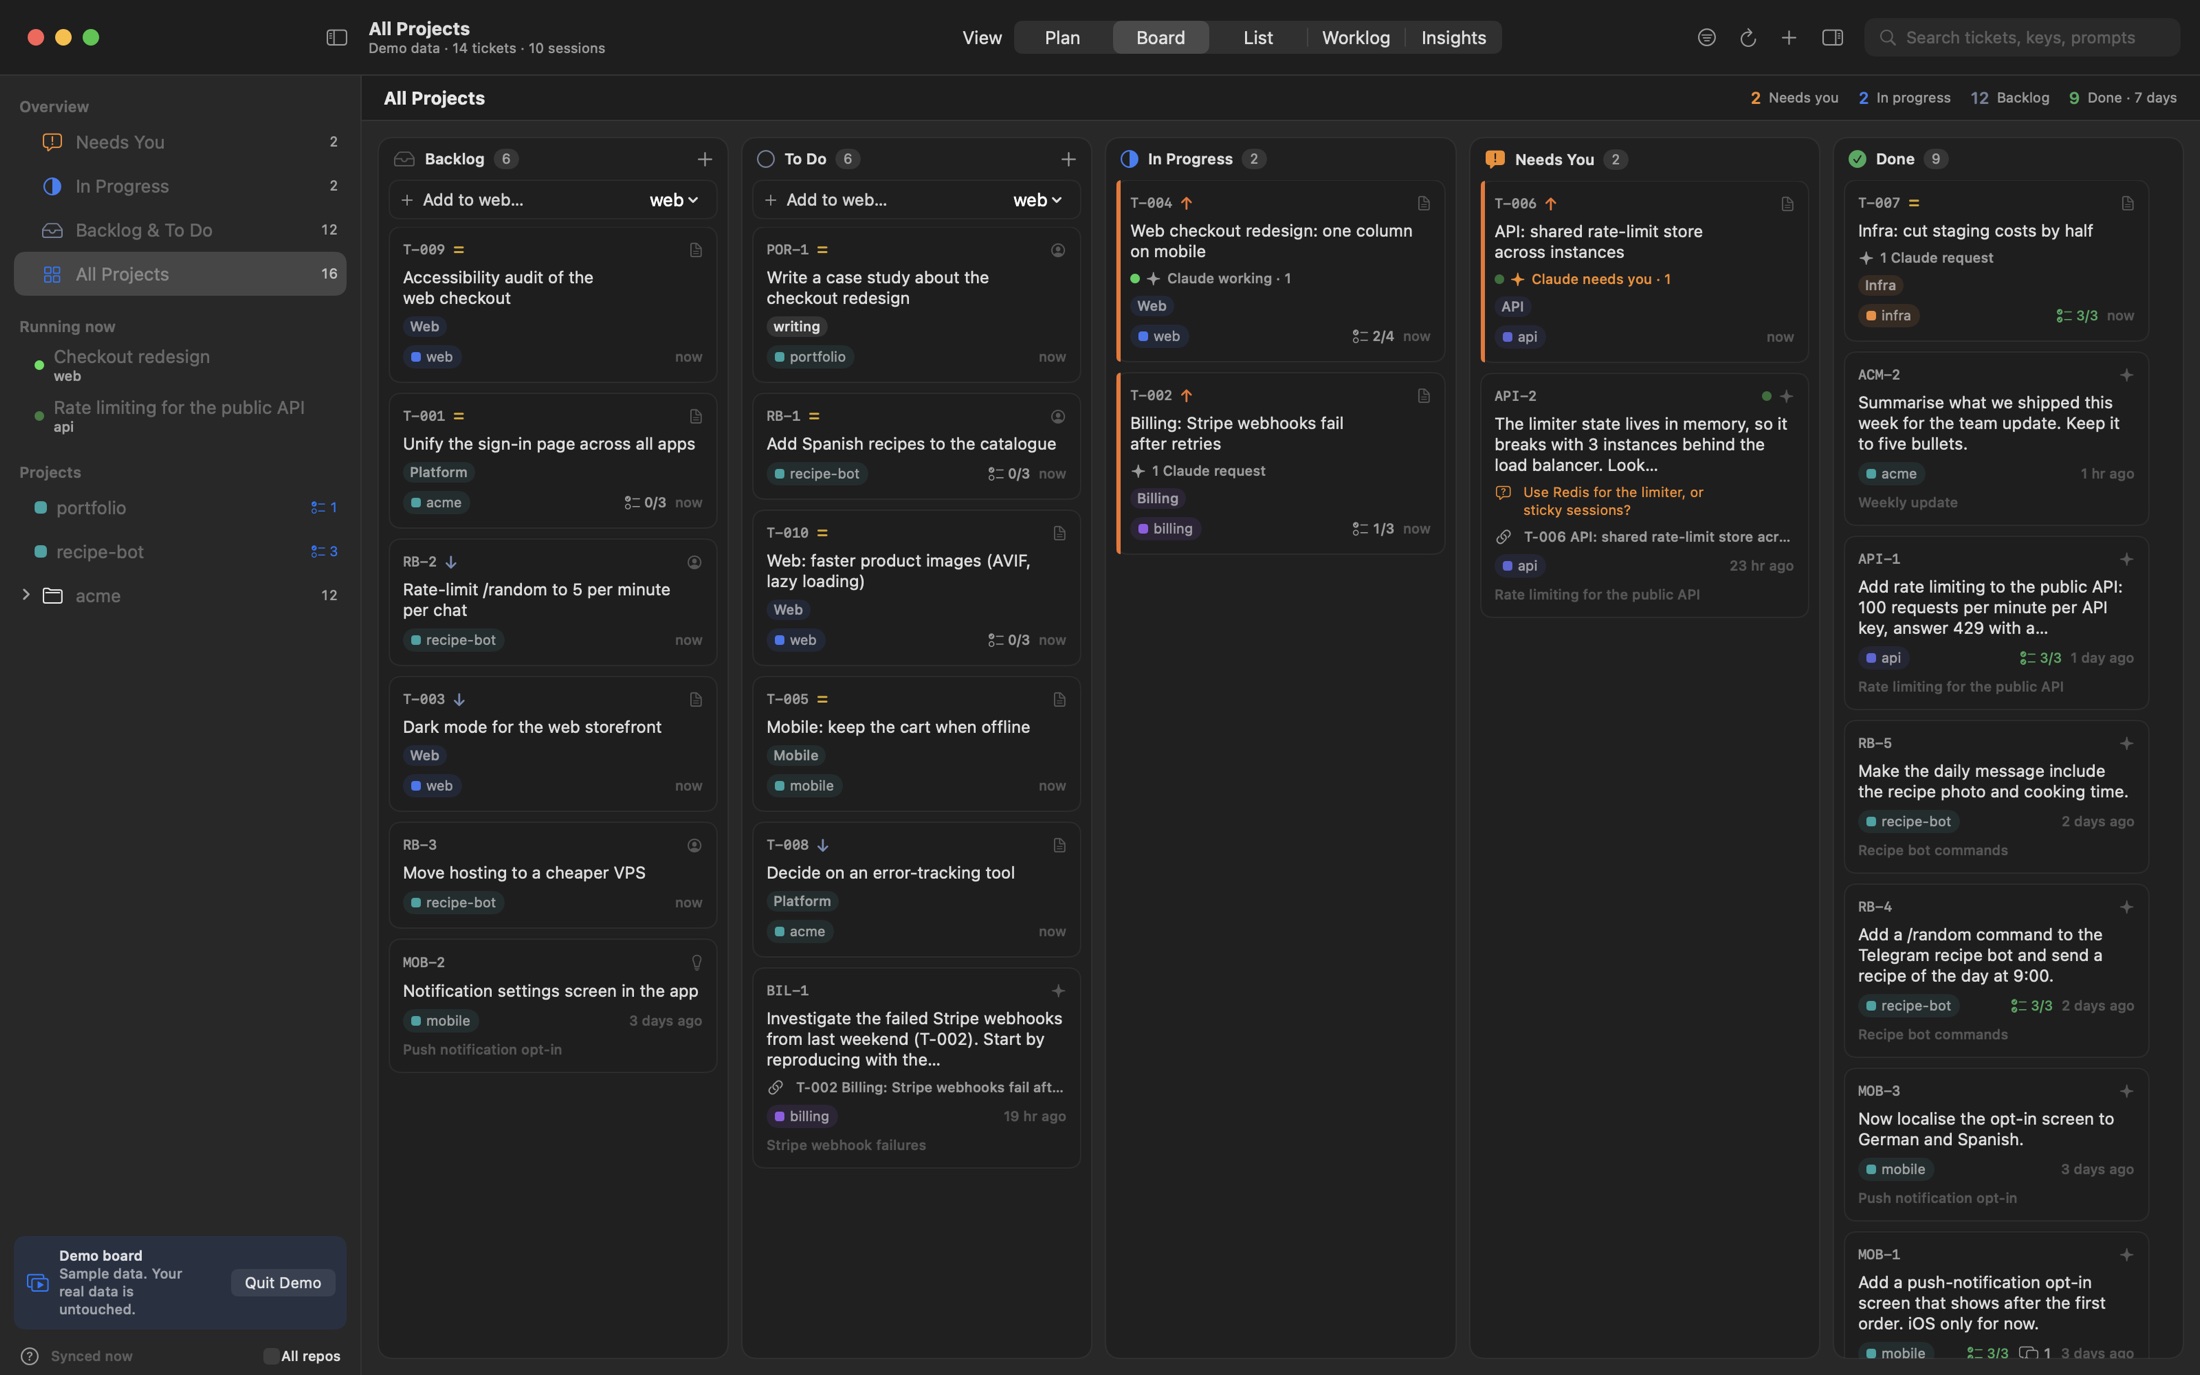 All Projects
Demo data · 14 tickets · 10 sessions
View
Plan
Board
List
Worklog
Insights
Search tickets, keys, prompts
Overview
Needs You 2
In Progress 2
Backlog & To Do 12
All Projects 16
Running now
Checkout redesign
web
Rate limiting for the public API
api
Projects
portfolio 1
recipe-bot 3
acme 12
Demo board
Sample data. Your
real data is
untouched.
Quit Demo
Synced now
All repos
All Projects
2 Needs you 2 In progress 12 Backlog 9 Done · 7 days
Backlog 6
Add to web... web
T-009
Accessibility audit of the
web checkout
Web
web now
T-001
Unify the sign-in page across all apps
Platform
acme 0/3 now
RB-2
Rate-limit /random to 5 per minute
per chat
recipe-bot now
T-003
Dark mode for the web storefront
Web
web now
RB-3
Move hosting to a cheaper VPS
recipe-bot now
MOB-2
Notification settings screen in the app
mobile 3 days ago
Push notification opt-in
To Do 6
Add to web... web
POR-1
Write a case study about the
checkout redesign
writing
portfolio now
RB-1
Add Spanish recipes to the catalogue
recipe-bot 0/3 now
T-010
Web: faster product images (AVIF,
lazy loading)
Web
web 0/3 now
T-005
Mobile: keep the cart when offline
Mobile
mobile now
T-008
Decide on an error-tracking tool
Platform
acme now
BIL-1
Investigate the failed Stripe webhooks
from last weekend (T-002). Start by
reproducing with the...
T-002 Billing: Stripe webhooks fail aft...
billing 19 hr ago
Stripe webhook failures
In Progress 2
T-004
Web checkout redesign: one column
on mobile
Claude working · 1
Web
web 2/4 now
T-002
Billing: Stripe webhooks fail
after retries
1 Claude request
Billing
billing 1/3 now
Needs You 2
T-006
API: shared rate-limit store
across instances
Claude needs you · 1
API
api now
API-2
The limiter state lives in memory, so it
breaks with 3 instances behind the
load balancer. Look...
Use Redis for the limiter, or
sticky sessions?
T-006 API: shared rate-limit store acr...
api 23 hr ago
Rate limiting for the public API
Done 9
T-007
Infra: cut staging costs by half
1 Claude request
Infra
infra 3/3 now
ACM-2
Summarise what we shipped this
week for the team update. Keep it
to five bullets.
acme 1 hr ago
Weekly update
API-1
Add rate limiting to the public API:
100 requests per minute per API
key, answer 429 with a...
api 3/3 1 day ago
Rate limiting for the public API
RB-5
Make the daily message include
the recipe photo and cooking time.
recipe-bot 2 days ago
Recipe bot commands
RB-4
Add a /random command to the
Telegram recipe bot and send a
recipe of the day at 9:00.
recipe-bot 3/3 2 days ago
Recipe bot commands
MOB-3
Now localise the opt-in screen to
German and Spanish.
mobile 3 days ago
Push notification opt-in
MOB-1
Add a push-notification opt-in
screen that shows after the first
order. iOS only for now.
mobile 3/3 1 3 days ago